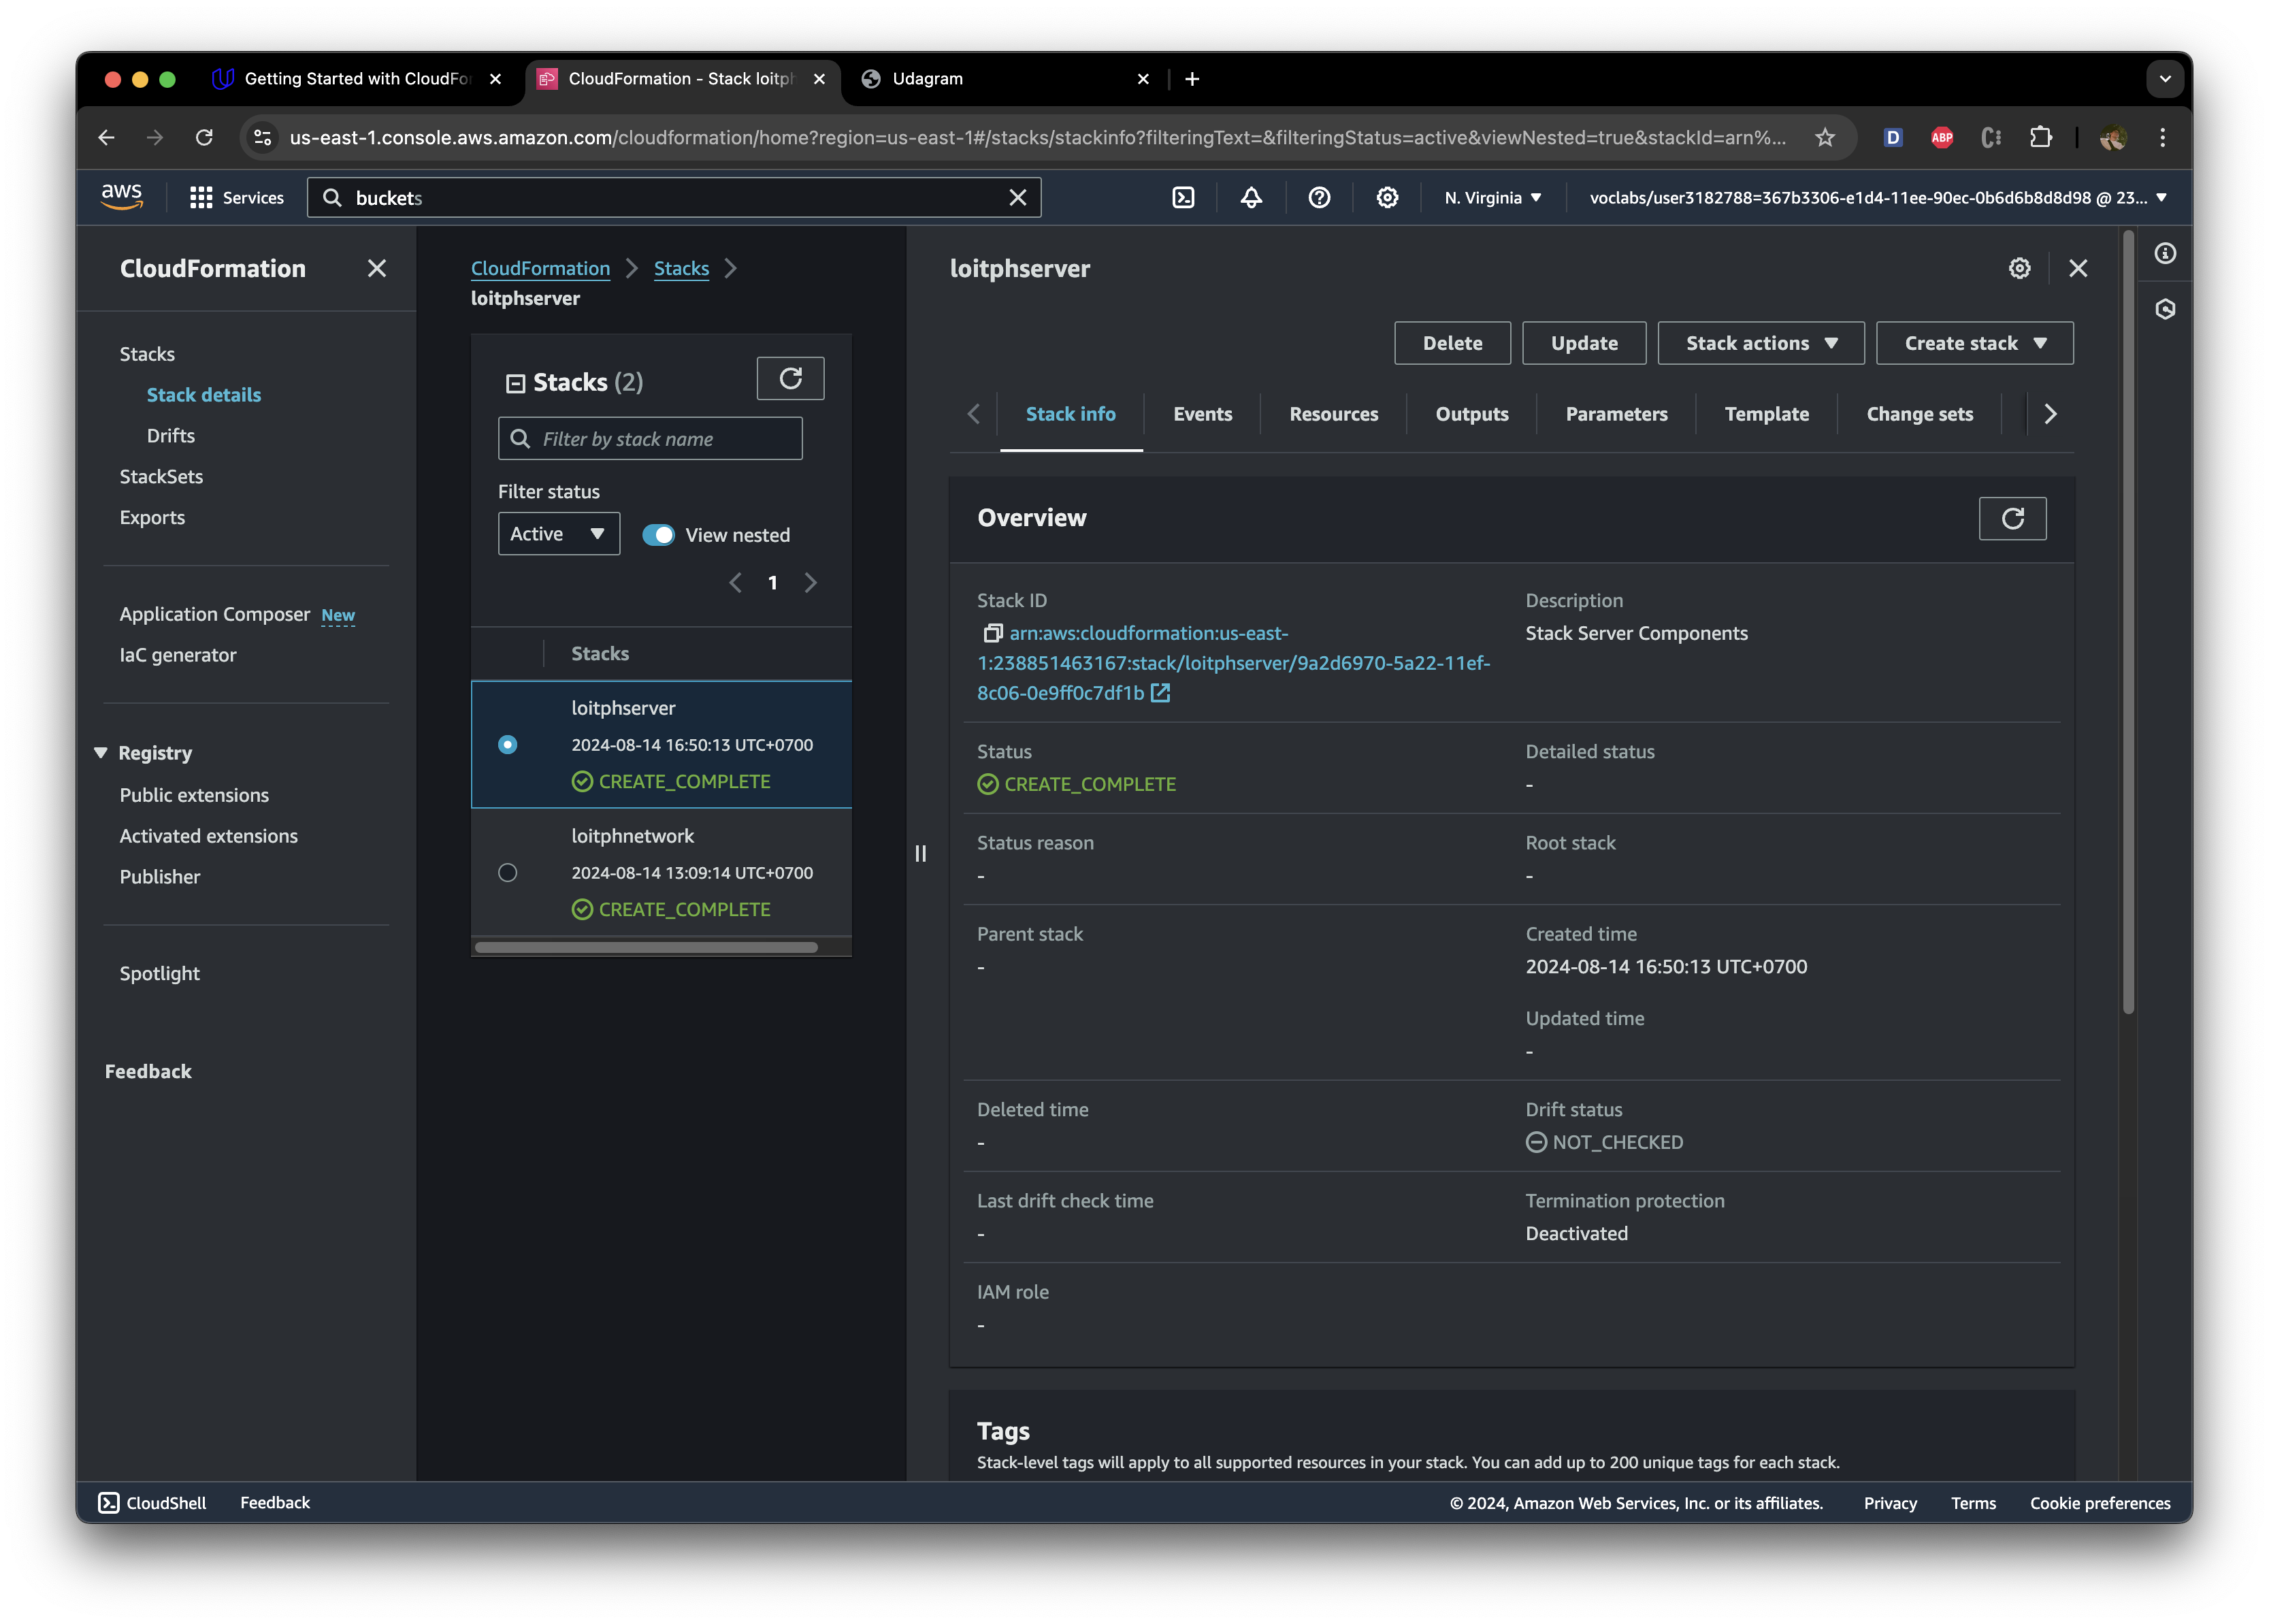 Getting Started with CloudFo
CloudFormation - Stack loitph
Udagram
us-east-1.console.aws.amazon.com/cloudformation/home?region=us-east-1#/stacks/stackinfo?filteringText=&filteringStatus=active&viewNested=true&stackId=arn%...
D
ABP
aws
Services
buckets
N. Virginia
voclabs/user3182788=367b3306-e1d4-11ee-90ec-0b6d6b8d8d98 @ 23...
CloudFormation
Stacks
Stack details
Drifts
StackSets
Exports
Application Composer New
IaC generator
Registry
Public extensions
Activated extensions
Publisher
Spotlight
Feedback
CloudFormation
Stacks
loitphserver
Stacks (2)
Filter by stack name
Filter status
Active
View nested
1
Stacks
loitphserver
2024-08-14 16:50:13 UTC+0700
CREATE_COMPLETE
loitphnetwork
2024-08-14 13:09:14 UTC+0700
CREATE_COMPLETE
loitphserver
Delete
Update
Stack actions
Create stack
Stack info
Events
Resources
Outputs
Parameters
Template
Change sets
Overview
Stack ID
arn:aws:cloudformation:us-east-
1:238851463167:stack/loitphserver/9a2d6970-5a22-11ef-
8c06-0e9ff0c7df1b
Description
Stack Server Components
Status
CREATE_COMPLETE
Detailed status
-
Status reason
-
Root stack
-
Parent stack
-
Created time
2024-08-14 16:50:13 UTC+0700
Updated time
-
Deleted time
-
Drift status
NOT_CHECKED
Last drift check time
-
Termination protection
Deactivated
IAM role
-
Tags
Stack-level tags will apply to all supported resources in your stack. You can add up to 200 unique tags for each stack.
CloudShell
Feedback
© 2024, Amazon Web Services, Inc. or its affiliates.
Privacy
Terms
Cookie preferences